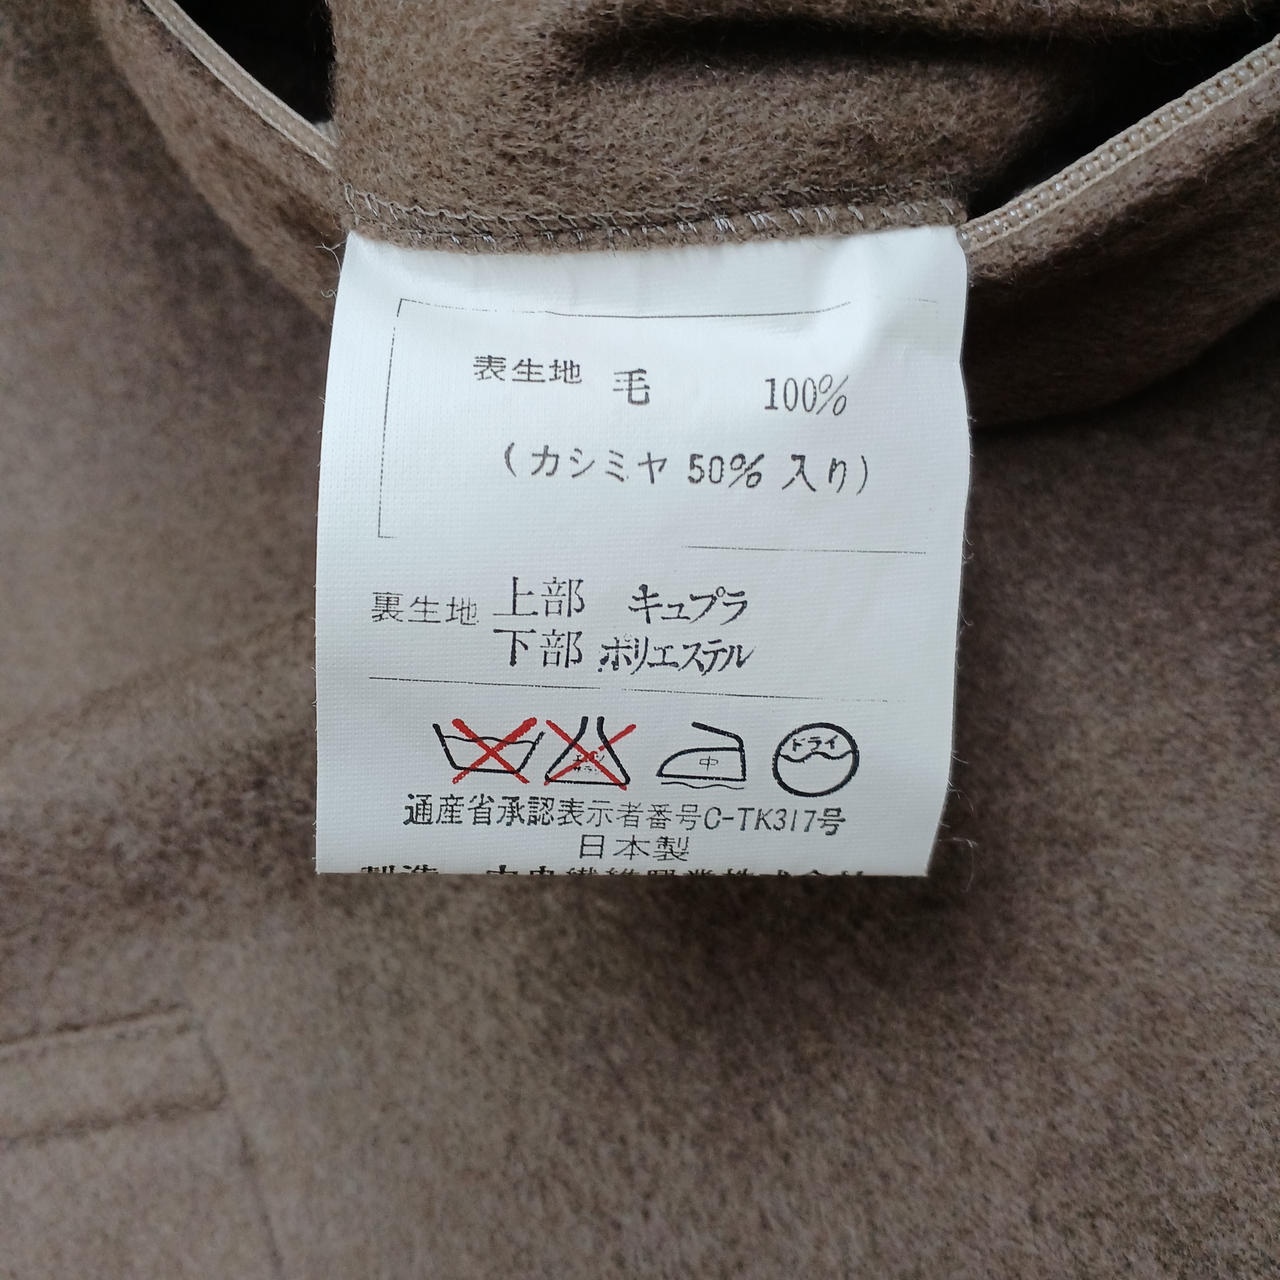 表生地 毛 100%
(カシミヤ 50% 入り)
裏生地 上部 キュプラ
下部 ポリエステル
中 ドライ
通産省承認表示者番号C-TK317号
日本製